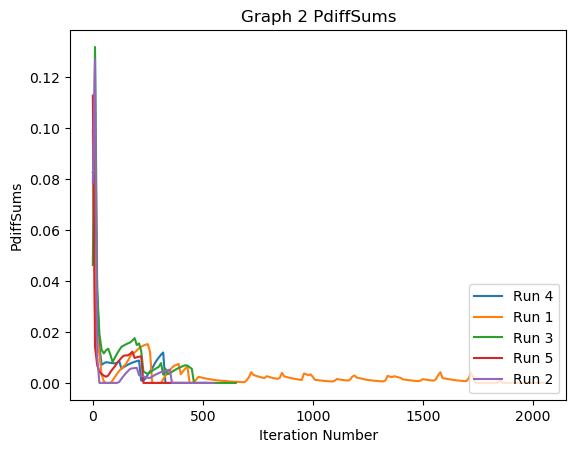 Graph 2 PdiffSums
PdiffSums
0.12
0.10
0.08
0.06
0.04
0.02
0.00
Run 4
Run 1
Run 3
Run 5
Run 2
0 500 1000 1500 2000
Iteration Number